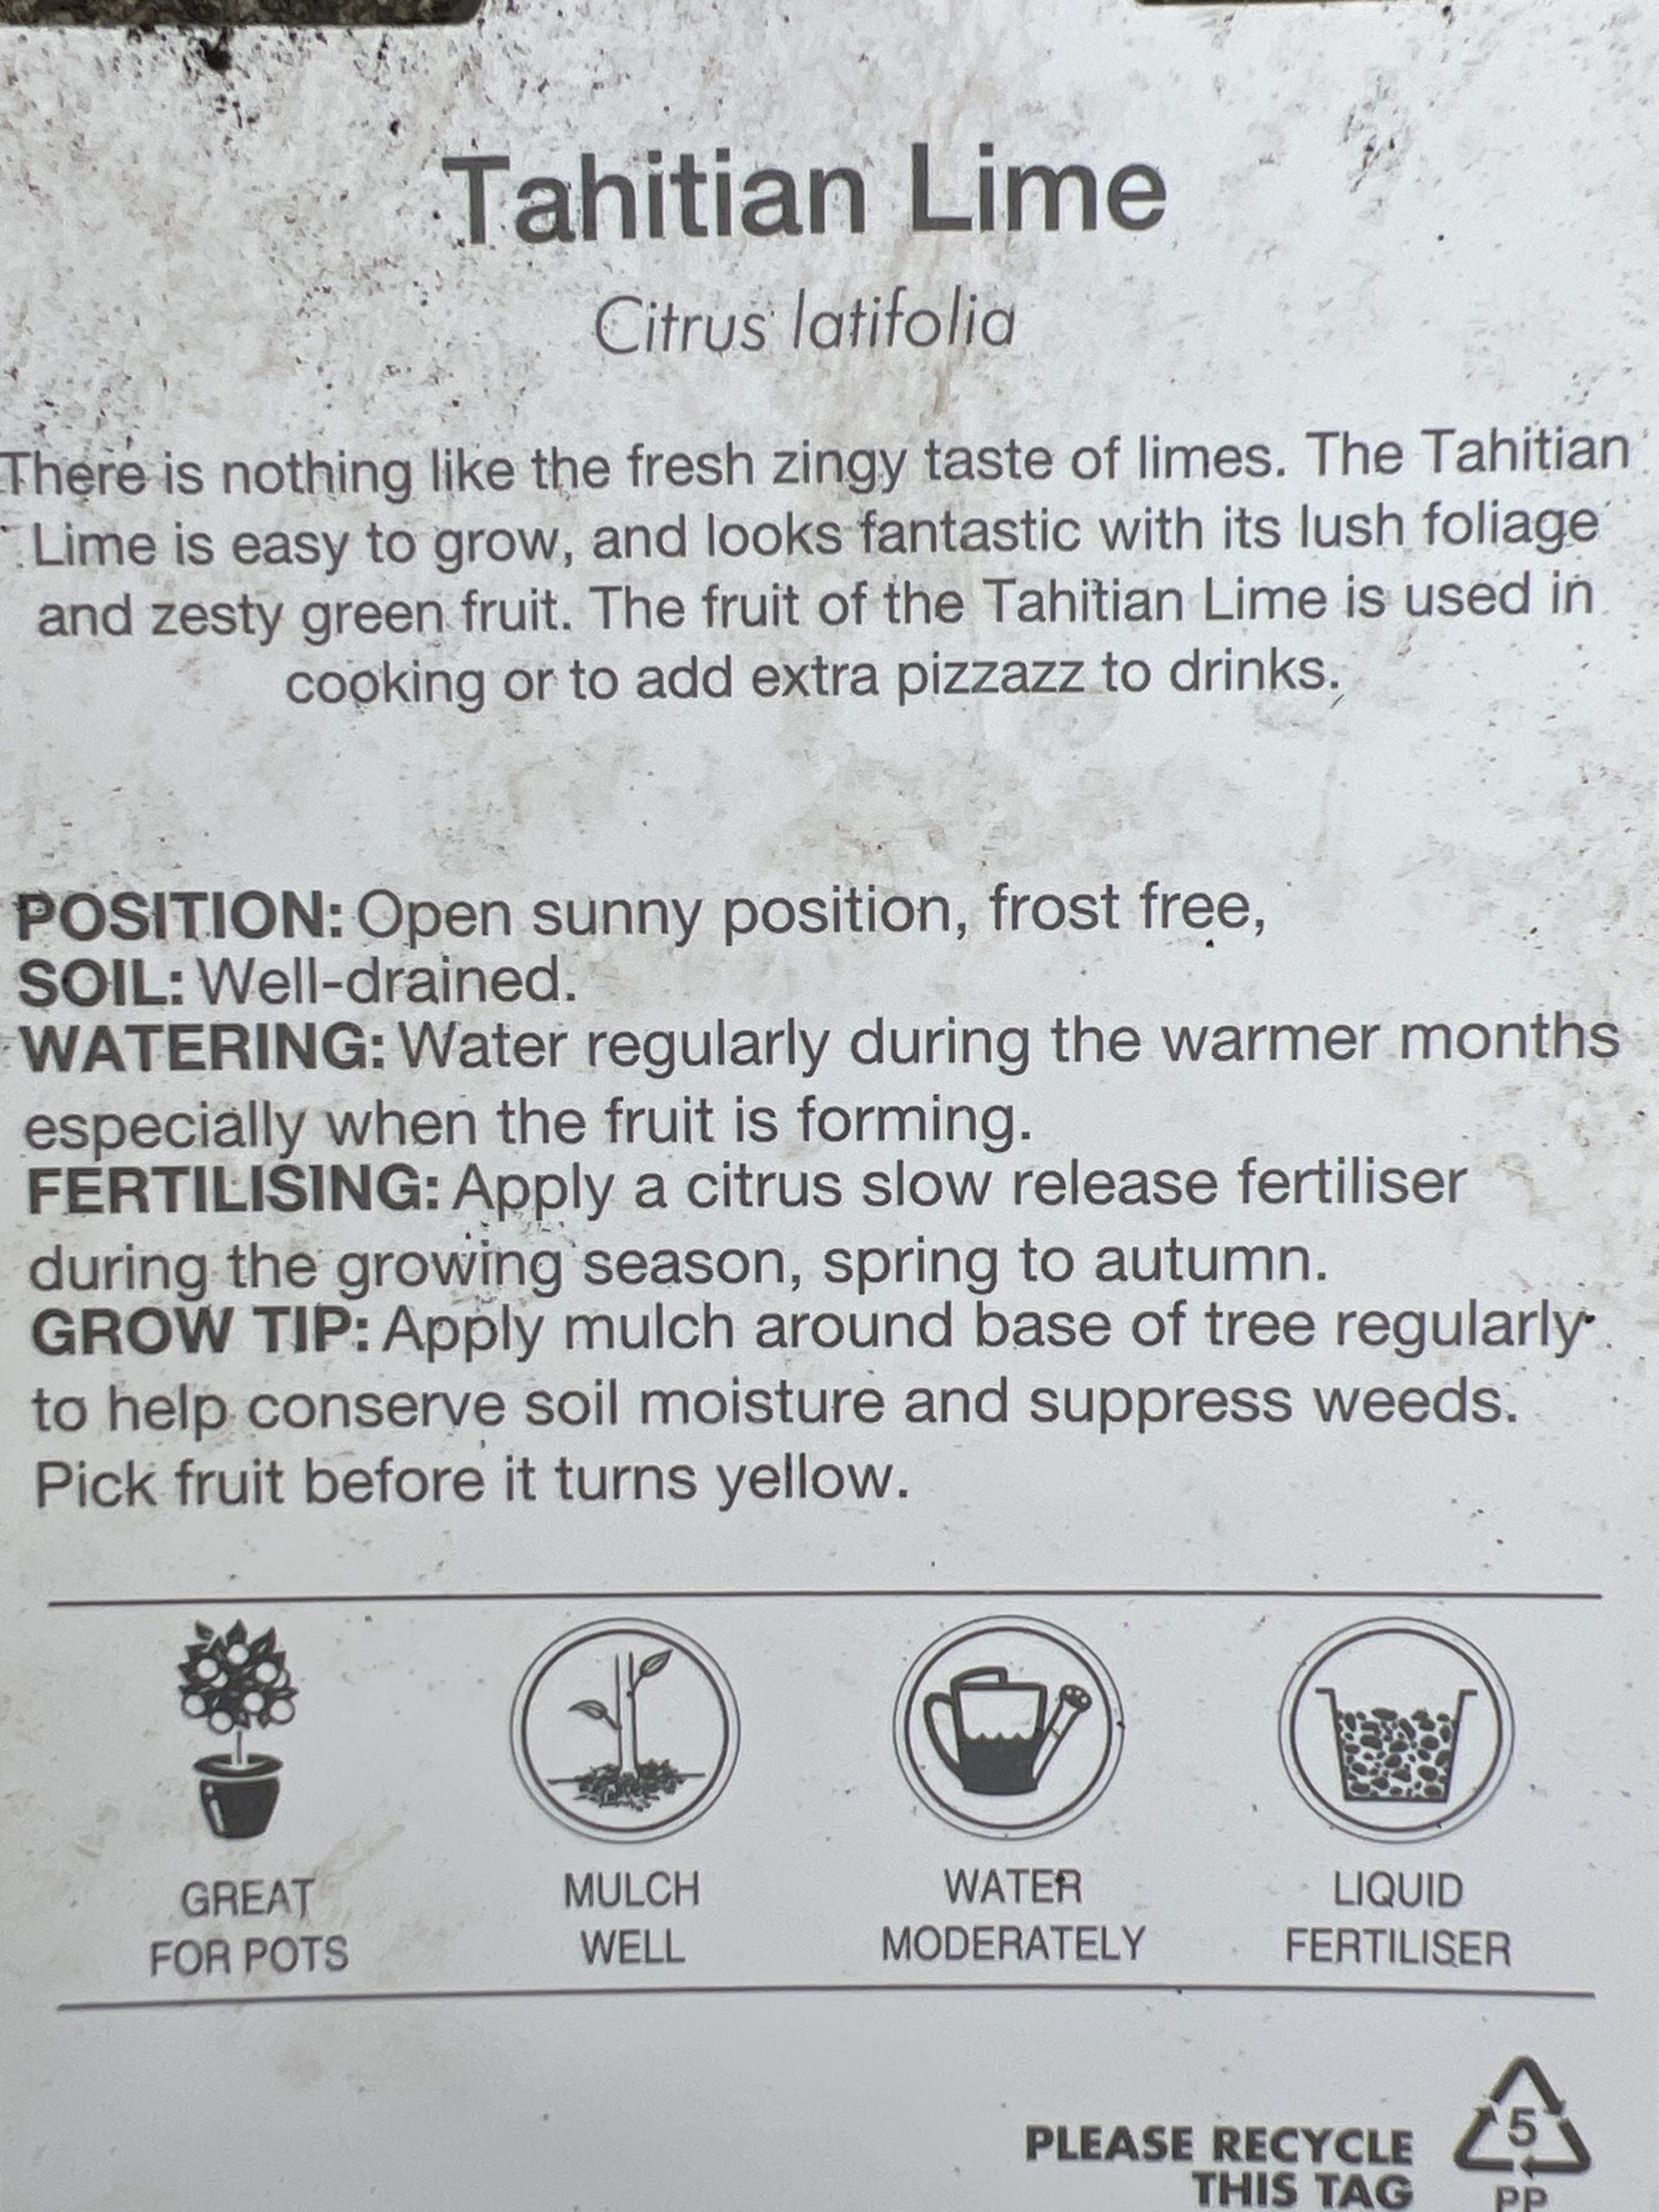 Tahitian Lime
Citrus latifolia
There is nothing like the fresh zingy taste of limes. The Tahitian
Lime is easy to grow, and looks fantastic with its lush foliage
and zesty green fruit. The fruit of the Tahitian Lime is used in
cooking or to add extra pizzazz to drinks.
POSITION: Open sunny position, frost free,
SOIL: Well-drained.
WATERING: Water regularly during the warmer months
especially when the fruit is forming.
FERTILISING: Apply a citrus slow release fertiliser
during the growing season, spring to autumn.
GROW TIP: Apply mulch around base of tree regularly
to help conserve soil moisture and suppress weeds.
Pick fruit before it turns yellow.
GREAT
FOR POTS
MULCH
WELL
WATER
MODERATELY
LIQUID
FERTILISER
PLEASE RECYCLE
THIS TAG
5
PP